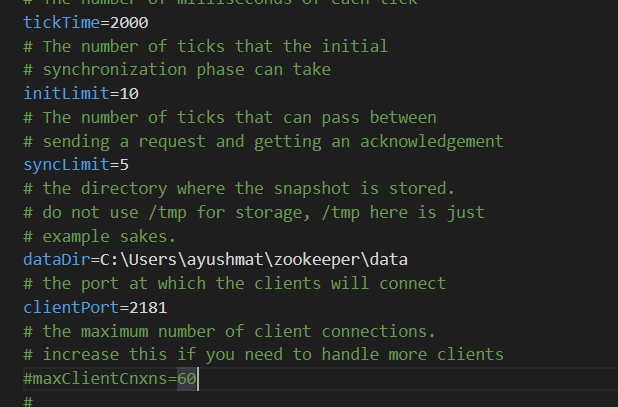 # The number of milliseconds of each tick
tickTime=2000
# The number of ticks that the initial
# synchronization phase can take
initLimit=10
# The number of ticks that can pass between
# sending a request and getting an acknowledgement
syncLimit=5
# the directory where the snapshot is stored.
# do not use /tmp for storage, /tmp here is just
# example sakes.
dataDir=C:\Users\ayushmat\zookeeper\data
# the port at which the clients will connect
clientPort=2181
# the maximum number of client connections.
# increase this if you need to handle more clients
#maxClientCnxns=60
#